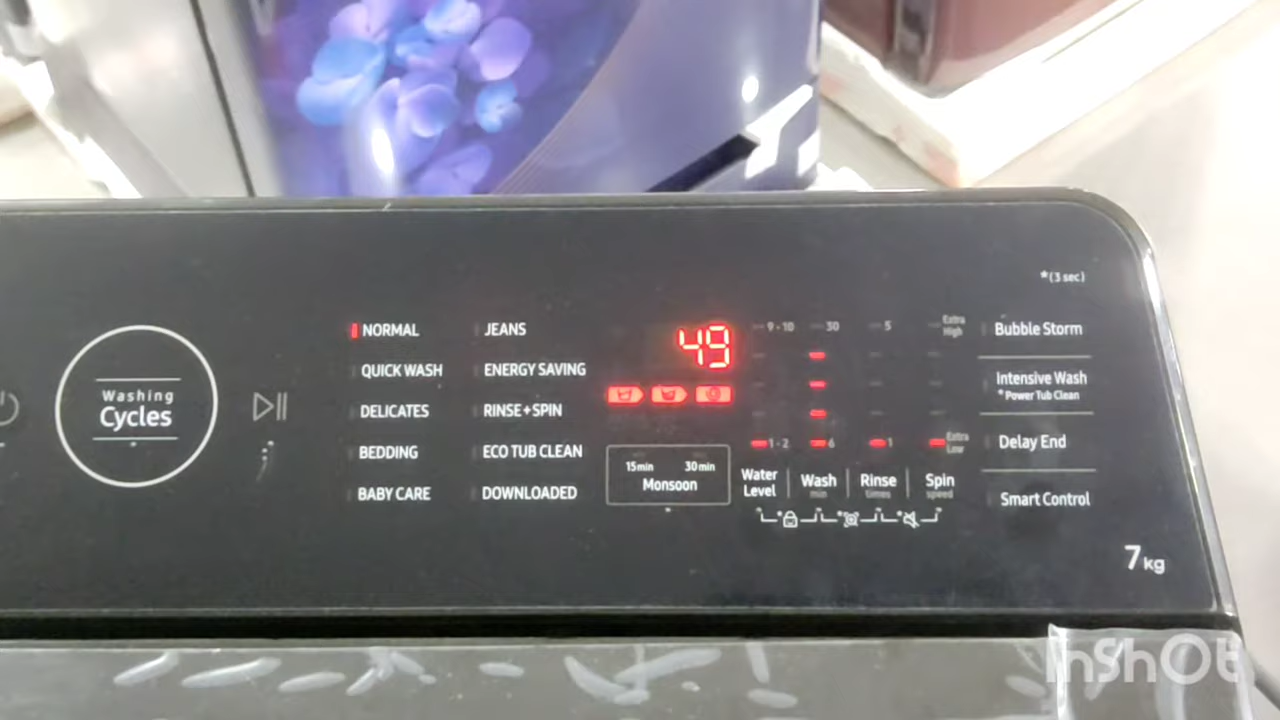 *(3 sec)
Washing
Cycles
NORMAL
QUICK WASH
DELICATES
BEDDING
BABY CARE
JEANS
ENERGY SAVING
RINSE+SPIN
ECO TUB CLEAN
DOWNLOADED
49
15min 30min
Monsoon
9-10 30 5 Extra High
1-2 6 1 Extra Low
Water Level
Wash min
Rinse times
Spin speed
Bubble Storm
Intensive Wash
*Power Tub Clean
Delay End
Smart Control
7kg
InShOt